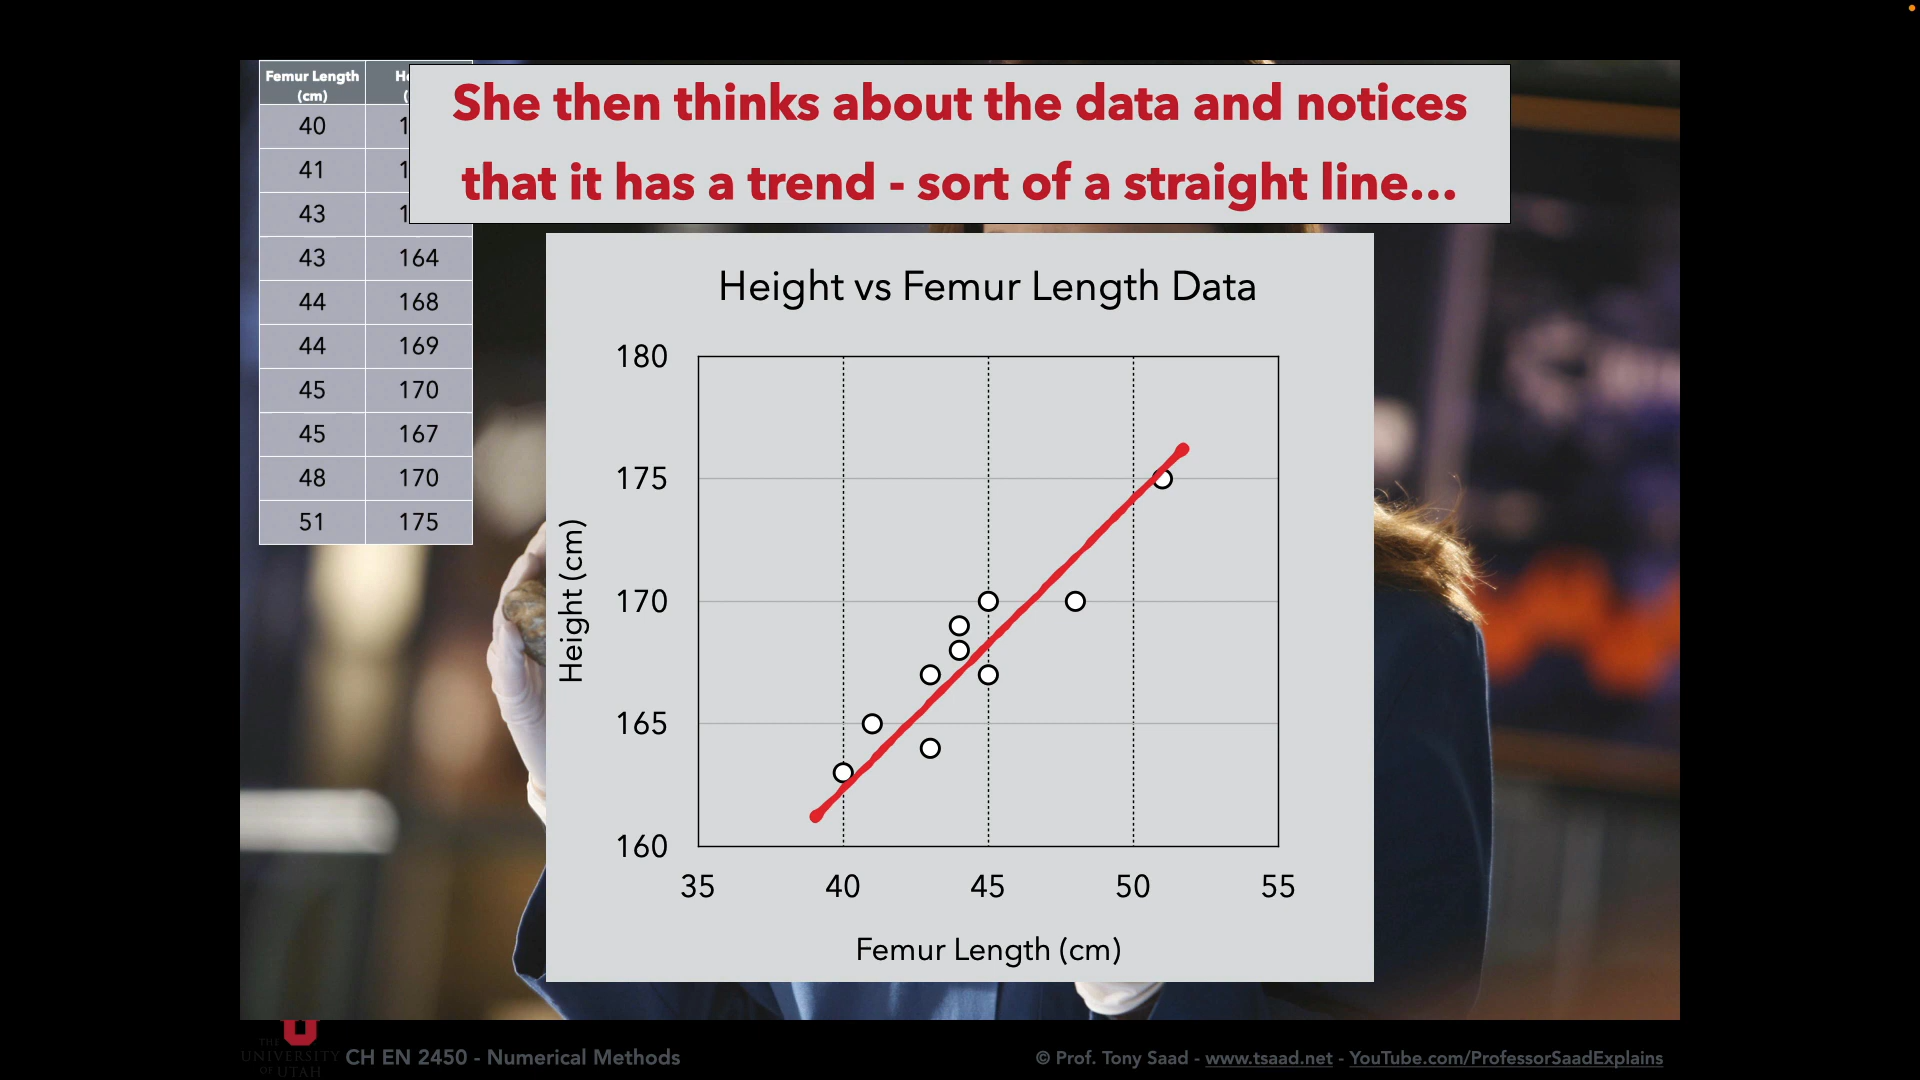 She then thinks about the data and notices
that it has a trend - sort of a straight line...
Femur Length
(cm)
40
41
43
43 164
44 168
44 169
45 170
45 167
48 170
51 175
Height vs Femur Length Data
Height (cm)
180
175
170
165
160
35 40 45 50 55
Femur Length (cm)
THE
UNIVERSITY
OF UTAH
CH EN 2450 - Numerical Methods
© Prof. Tony Saad - www.tsaad.net - YouTube.com/ProfessorSaadExplains